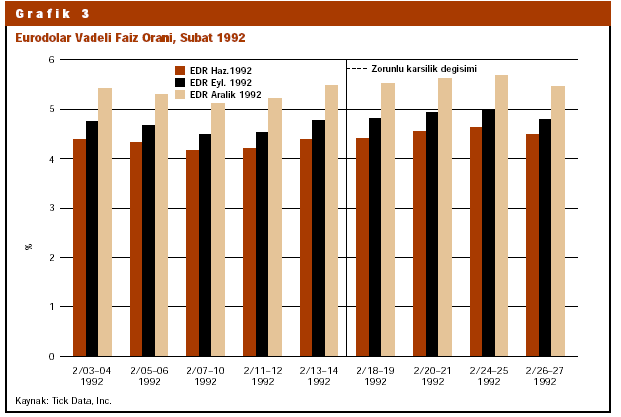 Grafik 3
Eurodolar Vadeli Faiz Orani, Subat 1992
6
5
4
3
2
1
0
%
EDR Haz.1992
EDR Eyl. 1992
EDR Aralik 1992
Zorunlu karsilik degisimi
2/03–04 2/05–06 2/07–10 2/11–12 2/13–14 2/18–19 2/20–21 2/24–25 2/26–27
1992 1992 1992 1992 1992 1992 1992 1992 1992
Kaynak: Tick Data, Inc.